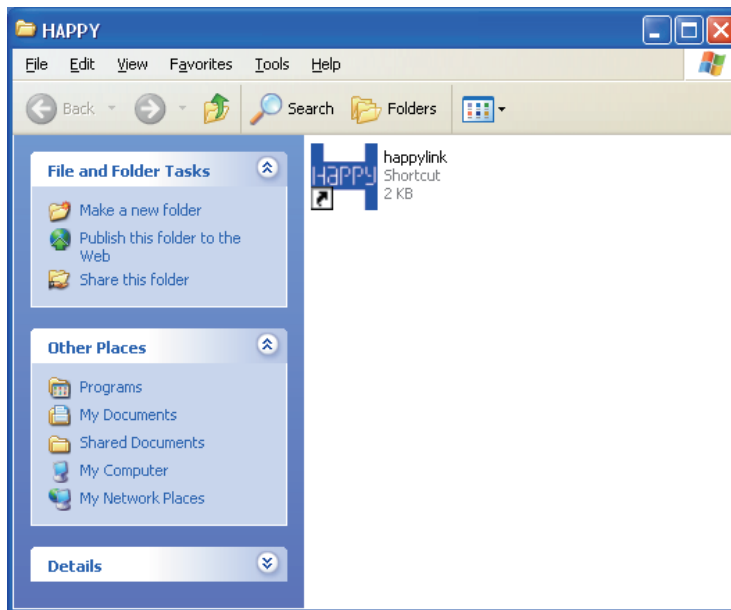 HAPPY
File Edit View Favorites Tools Help
Back Search Folders
File and Folder Tasks
Make a new folder
Publish this folder to the
Web
Share this folder
Other Places
Programs
My Documents
Shared Documents
My Computer
My Network Places
Details
HAPPY
happylink
Shortcut
2 KB